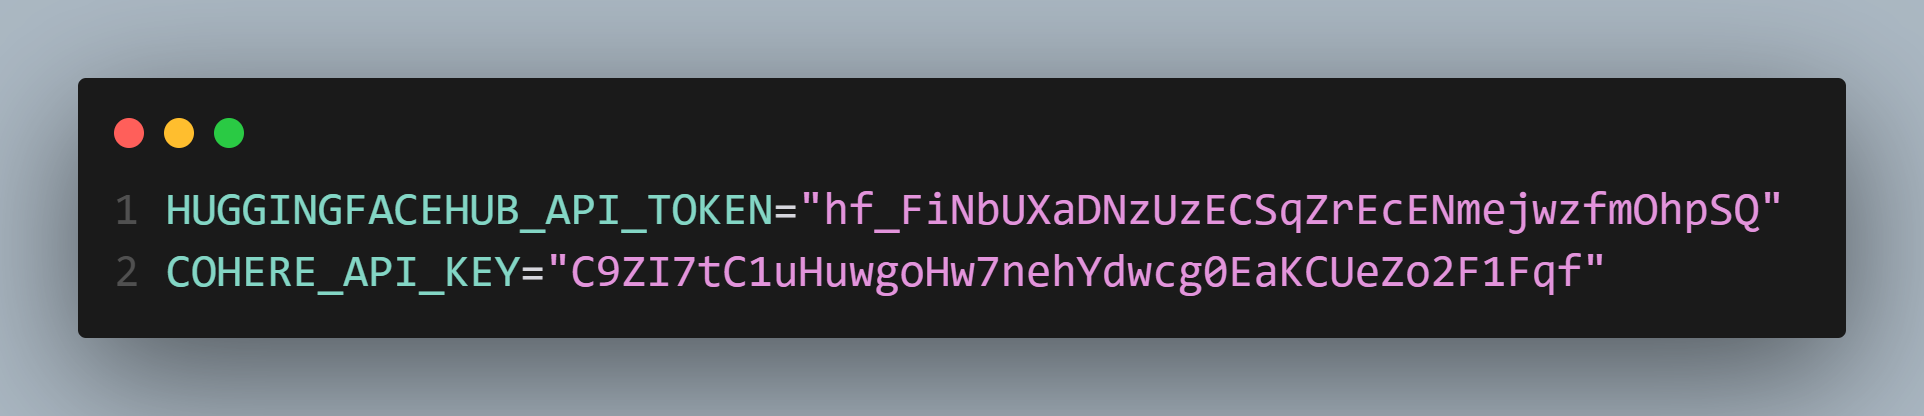 1 HUGGINGFACEHUB_API_TOKEN="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"
2 COHERE_API_KEY="C9ZI7tC1uHuwgoHw7nehYdwcg0EaKCUeZo2F1Fqf"